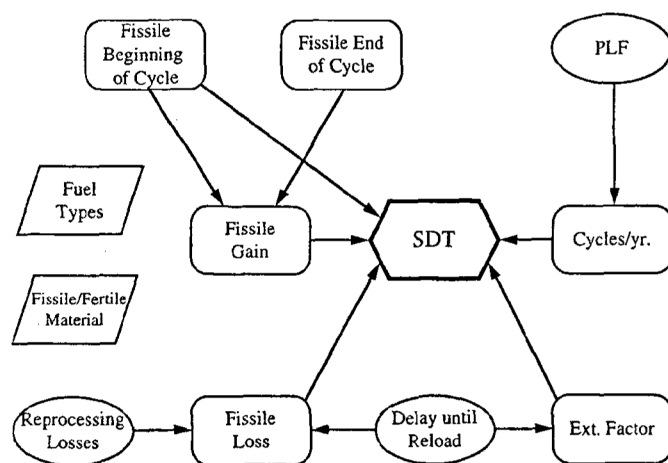 Fissile
Beginning
of Cycle
Fissile End
of Cycle
PLF
Fuel
Types
Fissile
Gain
SDT
Cycles/yr.
Fissile/Fertile
Material
Reprocessing
Losses
Fissile
Loss
Delay until
Reload
Ext. Factor